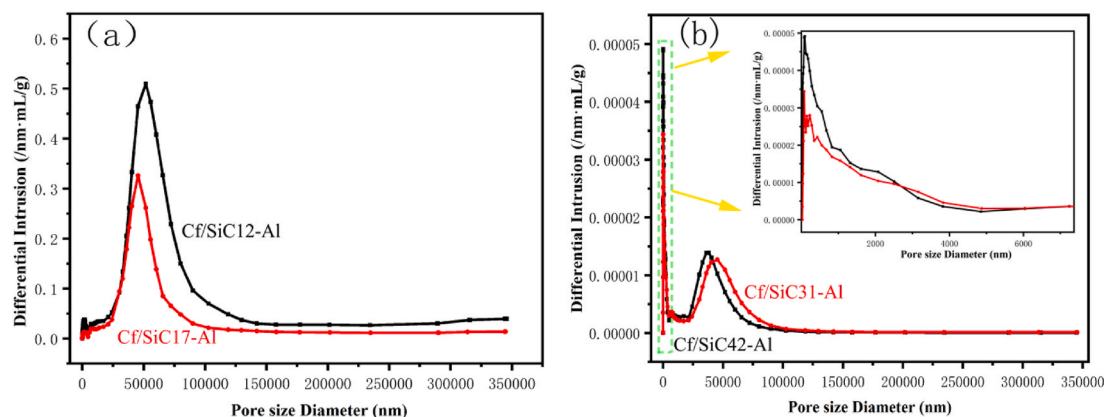 (a)
Differential Intrusion (/nm·mL/g)
0.6
0.5
0.4
0.3
0.2
0.1
0.0
Cf/SiC12-Al
Cf/SiC17-Al
0 50000 100000 150000 200000 250000 300000 350000
Pore size Diameter (nm)
(b)
Differential Intrusion (/nm·mL/g)
0.00005
0.00004
0.00003
0.00002
0.00001
0.00000
Cf/SiC31-Al
Cf/SiC42-Al
0 50000 100000 150000 200000 250000 300000 350000
Pore size Diameter (nm)
Differential Intrusion (/nm·mL/g)
0.00005
0.00004
0.00003
0.00002
0.00001
0.00000
2000 4000 6000
Pore size Diameter (nm)